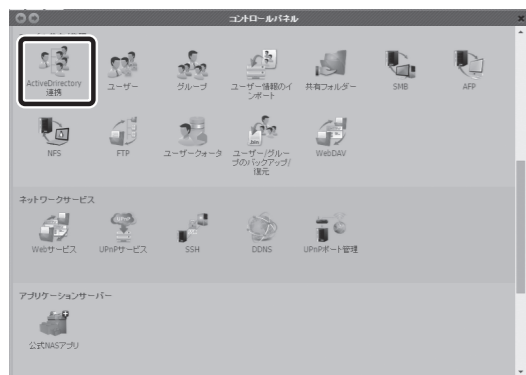 コントロールパネル
ActiveDrirectory
連携
ユーザー
グループ
ユーザー情報のイ
ンポート
共有フォルダー
SMB
AFP
NFS
FTP
ユーザークォータ
ユーザー/グルー
プのバックアップ/
復元
WebDAV
ネットワークサービス
Webサービス
UPnPサービス
SSH
DDNS
UPnPポート管理
アプリケーションサーバー
公式NASアプリ